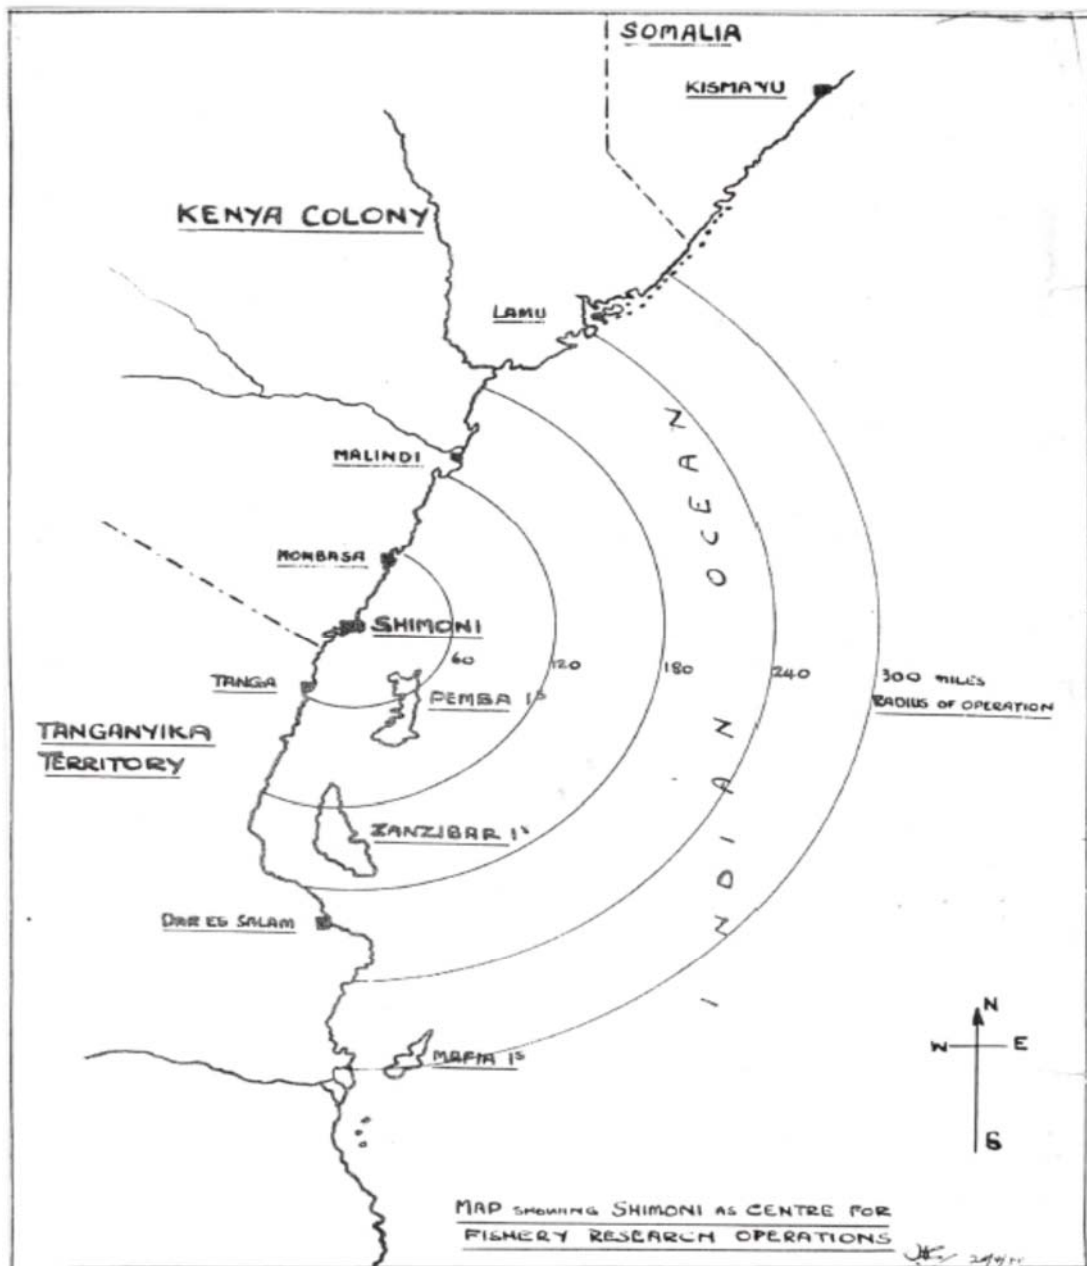 SOMALIA
KISMAYU
KENYA COLONY
LAMU
MALINDI
MOMBASA
SHIMONI
TANGA
PEMBA Is
TANGANYIKA
TERRITORY
ZANZIBAR Is
DAR ES SALAM
MAFIA Is
INDIAN OCEAN
60
120
180
240
300 MILES
RADIUS OF OPERATION
N
W E
S
MAP SHOWING SHIMONI AS CENTRE FOR
FISHERY RESEARCH OPERATIONS